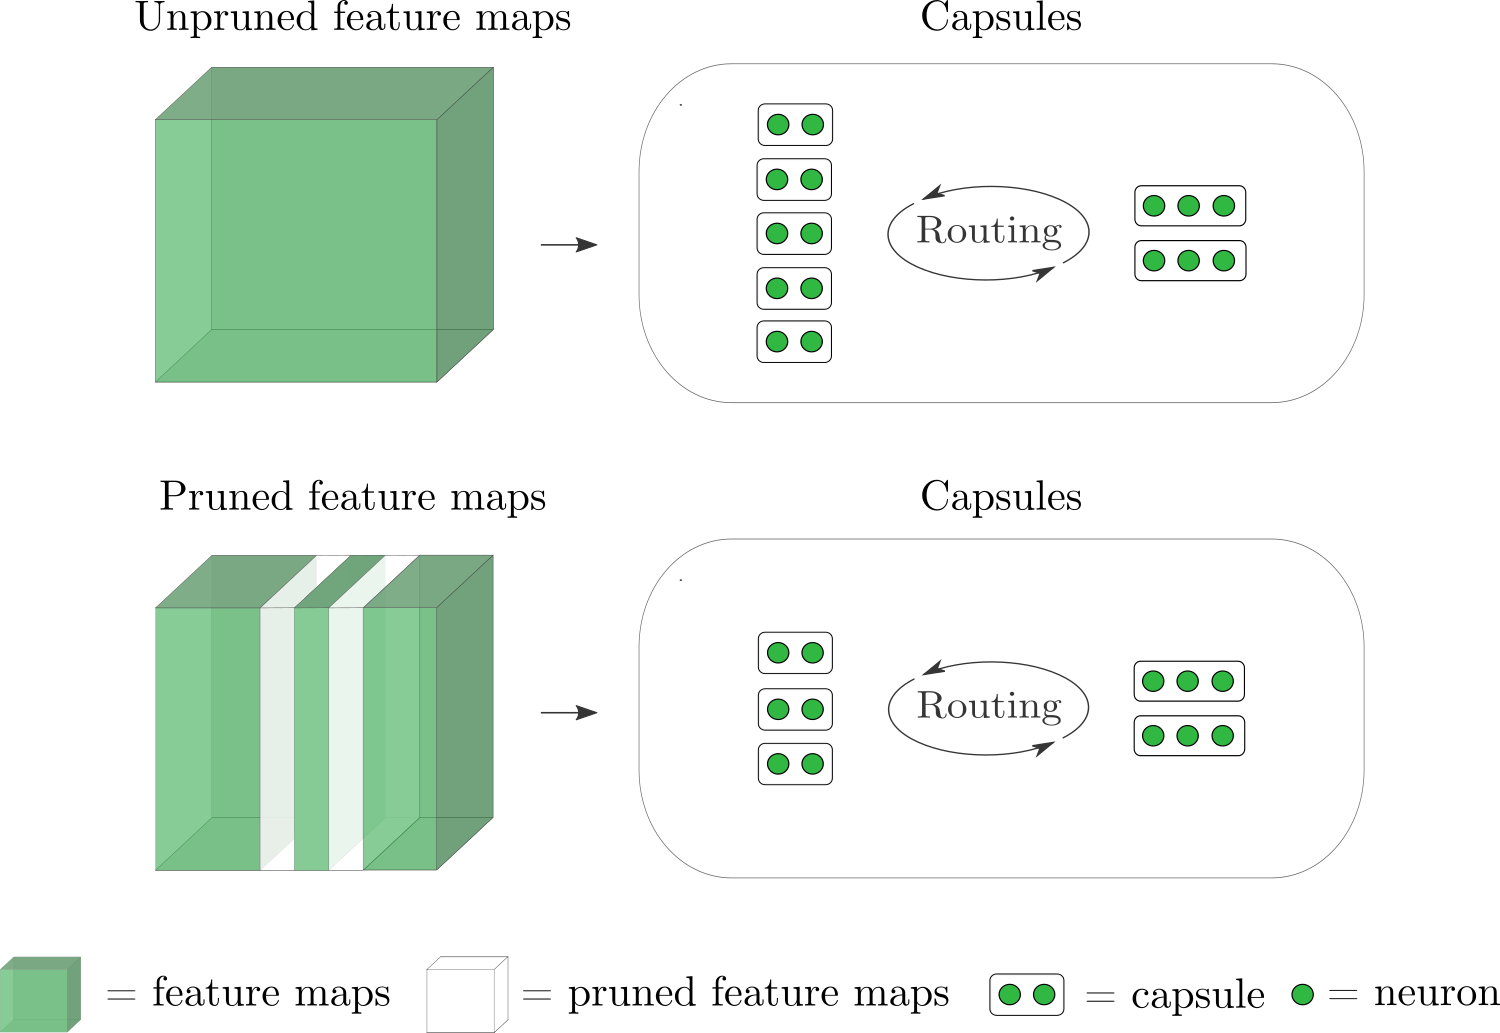 Unpruned feature maps
Capsules
Routing
Pruned feature maps
Capsules
Routing
= feature maps
= pruned feature maps
= capsule
= neuron